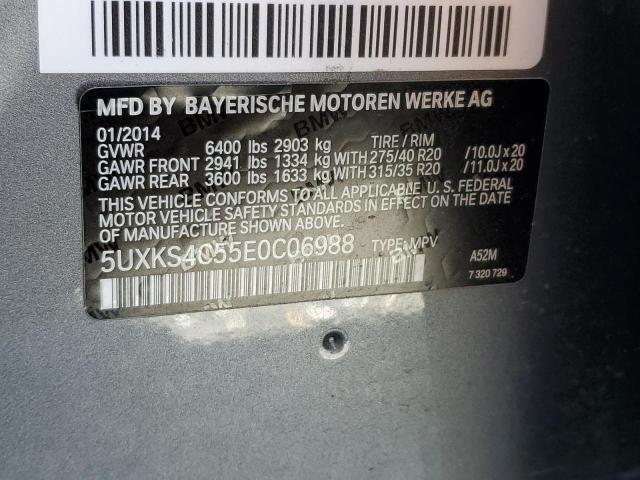 MFD BY BAYERISCHE MOTOREN WERKE AG
01/2014
GVWR 6400 lbs 2903 kg TIRE / RIM
GAWR FRONT 2941 lbs 1334 kg WITH 275/40 R20 /10.0J x 20
GAWR REAR 3600 lbs 1633 kg WITH 315/35 R20 /11.0J x 20
THIS VEHICLE CONFORMS TO ALL APPLICABLE U.S. FEDERAL
MOTOR VEHICLE SAFETY STANDARDS IN EFFECT ON THE DATE
OF MANUFACTURE SHOWN ABOVE.
5UXKS4C55E0C06988 TYPE: MPV A52M
7 320 729